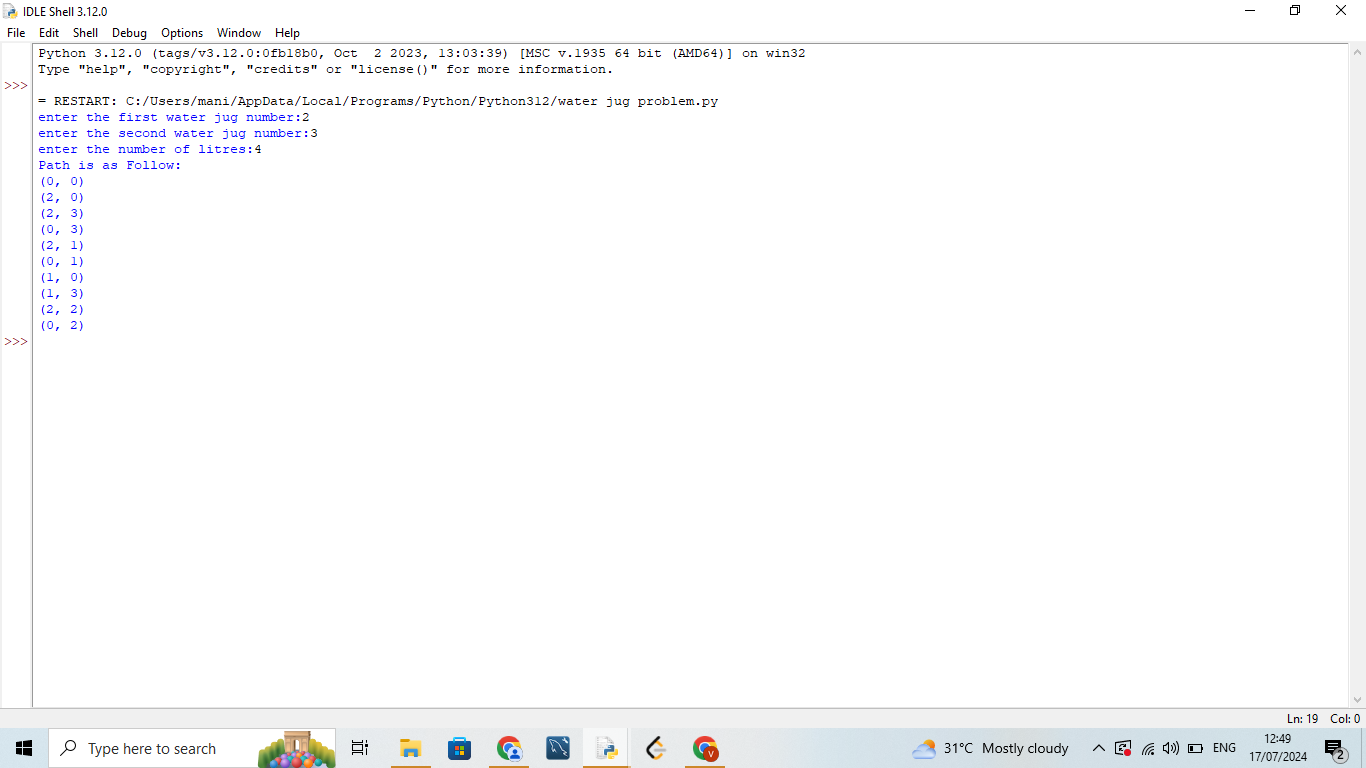 IDLE Shell 3.12.0
File Edit Shell Debug Options Window Help
Python 3.12.0 (tags/v3.12.0:0fb18b0, Oct  2 2023, 13:03:39) [MSC v.1935 64 bit (AMD64)] on win32
Type "help", "copyright", "credits" or "license()" for more information.
>>>
= RESTART: C:/Users/mani/AppData/Local/Programs/Python/Python312/water jug problem.py
enter the first water jug number:2
enter the second water jug number:3
enter the number of litres:4
Path is as Follow:
(0, 0)
(2, 0)
(2, 3)
(0, 3)
(2, 1)
(0, 1)
(1, 0)
(1, 3)
(2, 2)
(0, 2)
>>>
Ln: 19 Col: 0
Type here to search
V
31°C Mostly cloudy
ENG
12:49
17/07/2024
2